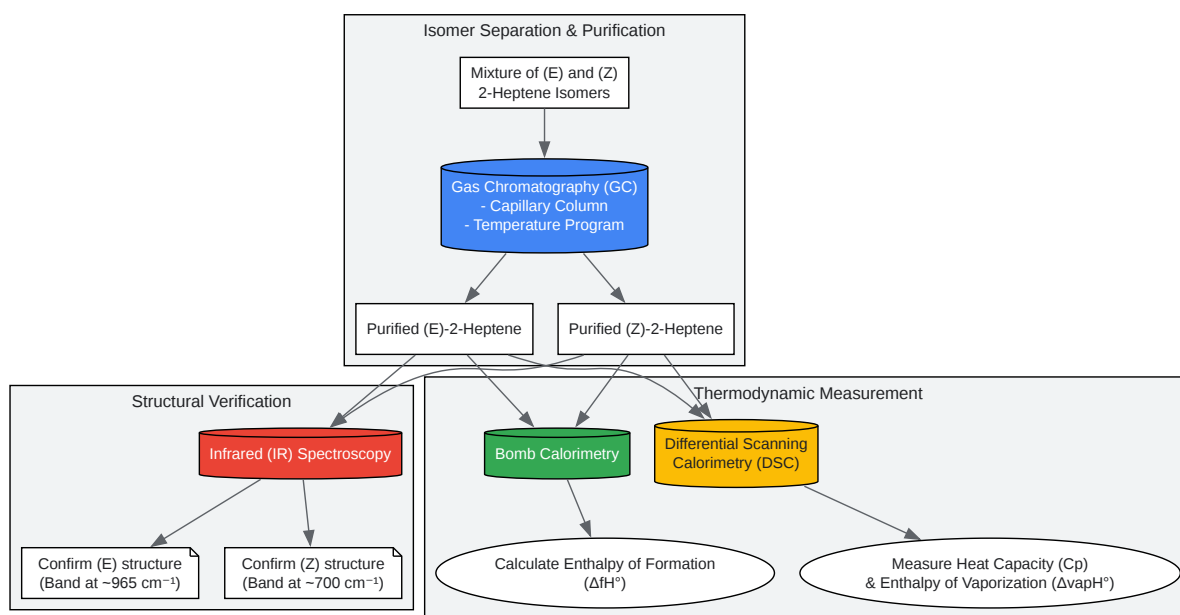 Isomer Separation & Purification
Mixture of (E) and (Z)
2-Heptene Isomers
Gas Chromatography (GC)
- Capillary Column
- Temperature Program
Purified (E)-2-Heptene
Purified (Z)-2-Heptene
Structural Verification
Infrared (IR) Spectroscopy
Confirm (E) structure
(Band at ~965 cm⁻¹)
Confirm (Z) structure
(Band at ~700 cm⁻¹)
Thermodynamic Measurement
Bomb Calorimetry
Differential Scanning
Calorimetry (DSC)
Calculate Enthalpy of Formation
(ΔfH°)
Measure Heat Capacity (Cp)
& Enthalpy of Vaporization (ΔvapH°)